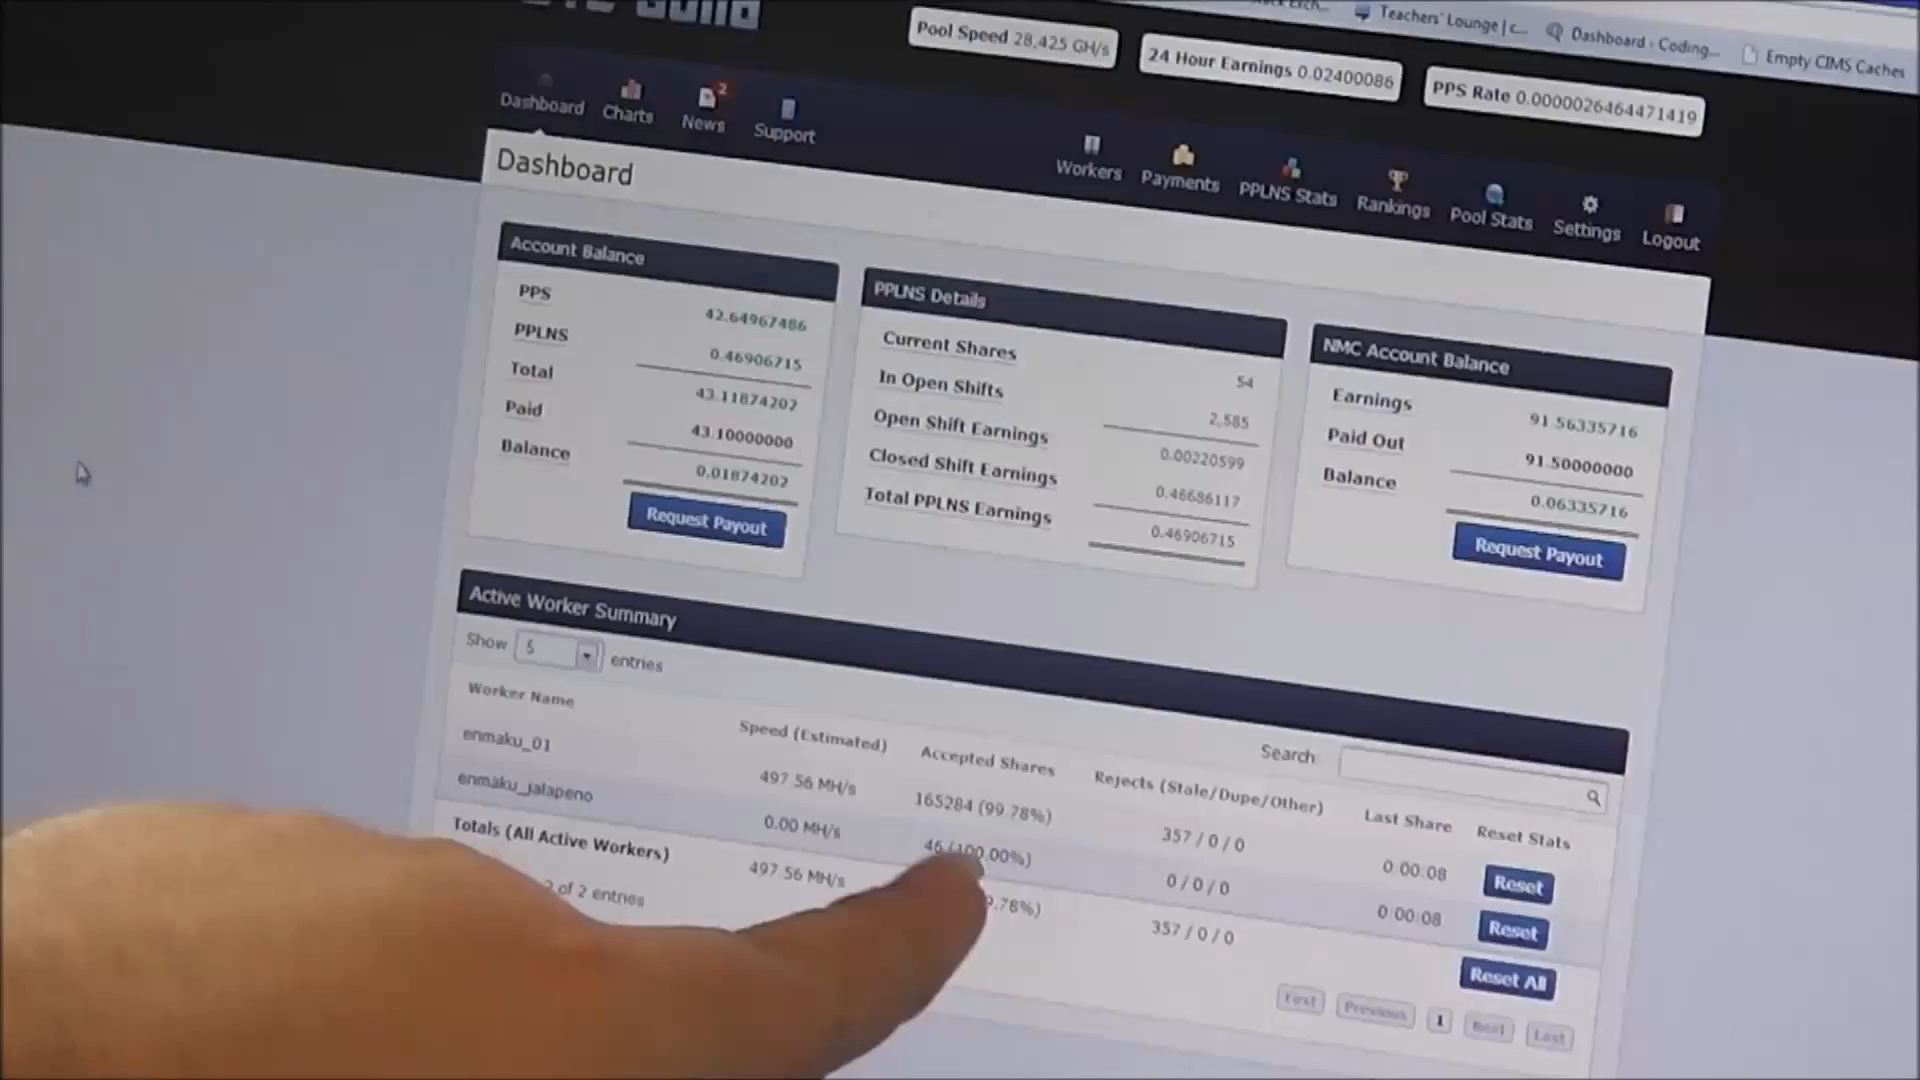 Teachers' Lounge | c...
Dashboard - Coding...
Empty CIMS Caches
Pool Speed 28,425 GH/s
24 Hour Earnings 0.02400086
PPS Rate 0.0000026464471419
Dashboard
Charts
News
2
Support
Workers
Payments
PPLNS Stats
Rankings
Pool Stats
Settings
Logout
Dashboard
Account Balance
PPS 42.64967486
PPLNS 0.46906715
Total 43.11874202
Paid 43.10000000
Balance 0.01874202
Request Payout
PPLNS Details
Current Shares 54
In Open Shifts 2,585
Open Shift Earnings 0.00220599
Closed Shift Earnings 0.46686117
Total PPLNS Earnings 0.46906715
NMC Account Balance
Earnings 91.56335716
Paid Out 91.50000000
Balance 0.06335716
Request Payout
Active Worker Summary
Show 5 entries
Search
Worker Name Speed (Estimated) Accepted Shares Rejects (Stale/Dupe/Other) Last Share Reset Stats
enmaku_01 497.56 MH/s 165284 (99.78%) 357 / 0 / 0 0:00:08 Reset
enmaku_jalapeno 0.00 MH/s 46 (100.00%) 0 / 0 / 0 0:00:08 Reset
Totals (All Active Workers) 497.56 MH/s 9.78%) 357 / 0 / 0 Reset All
2 of 2 entries
First Previous 1 Next Last